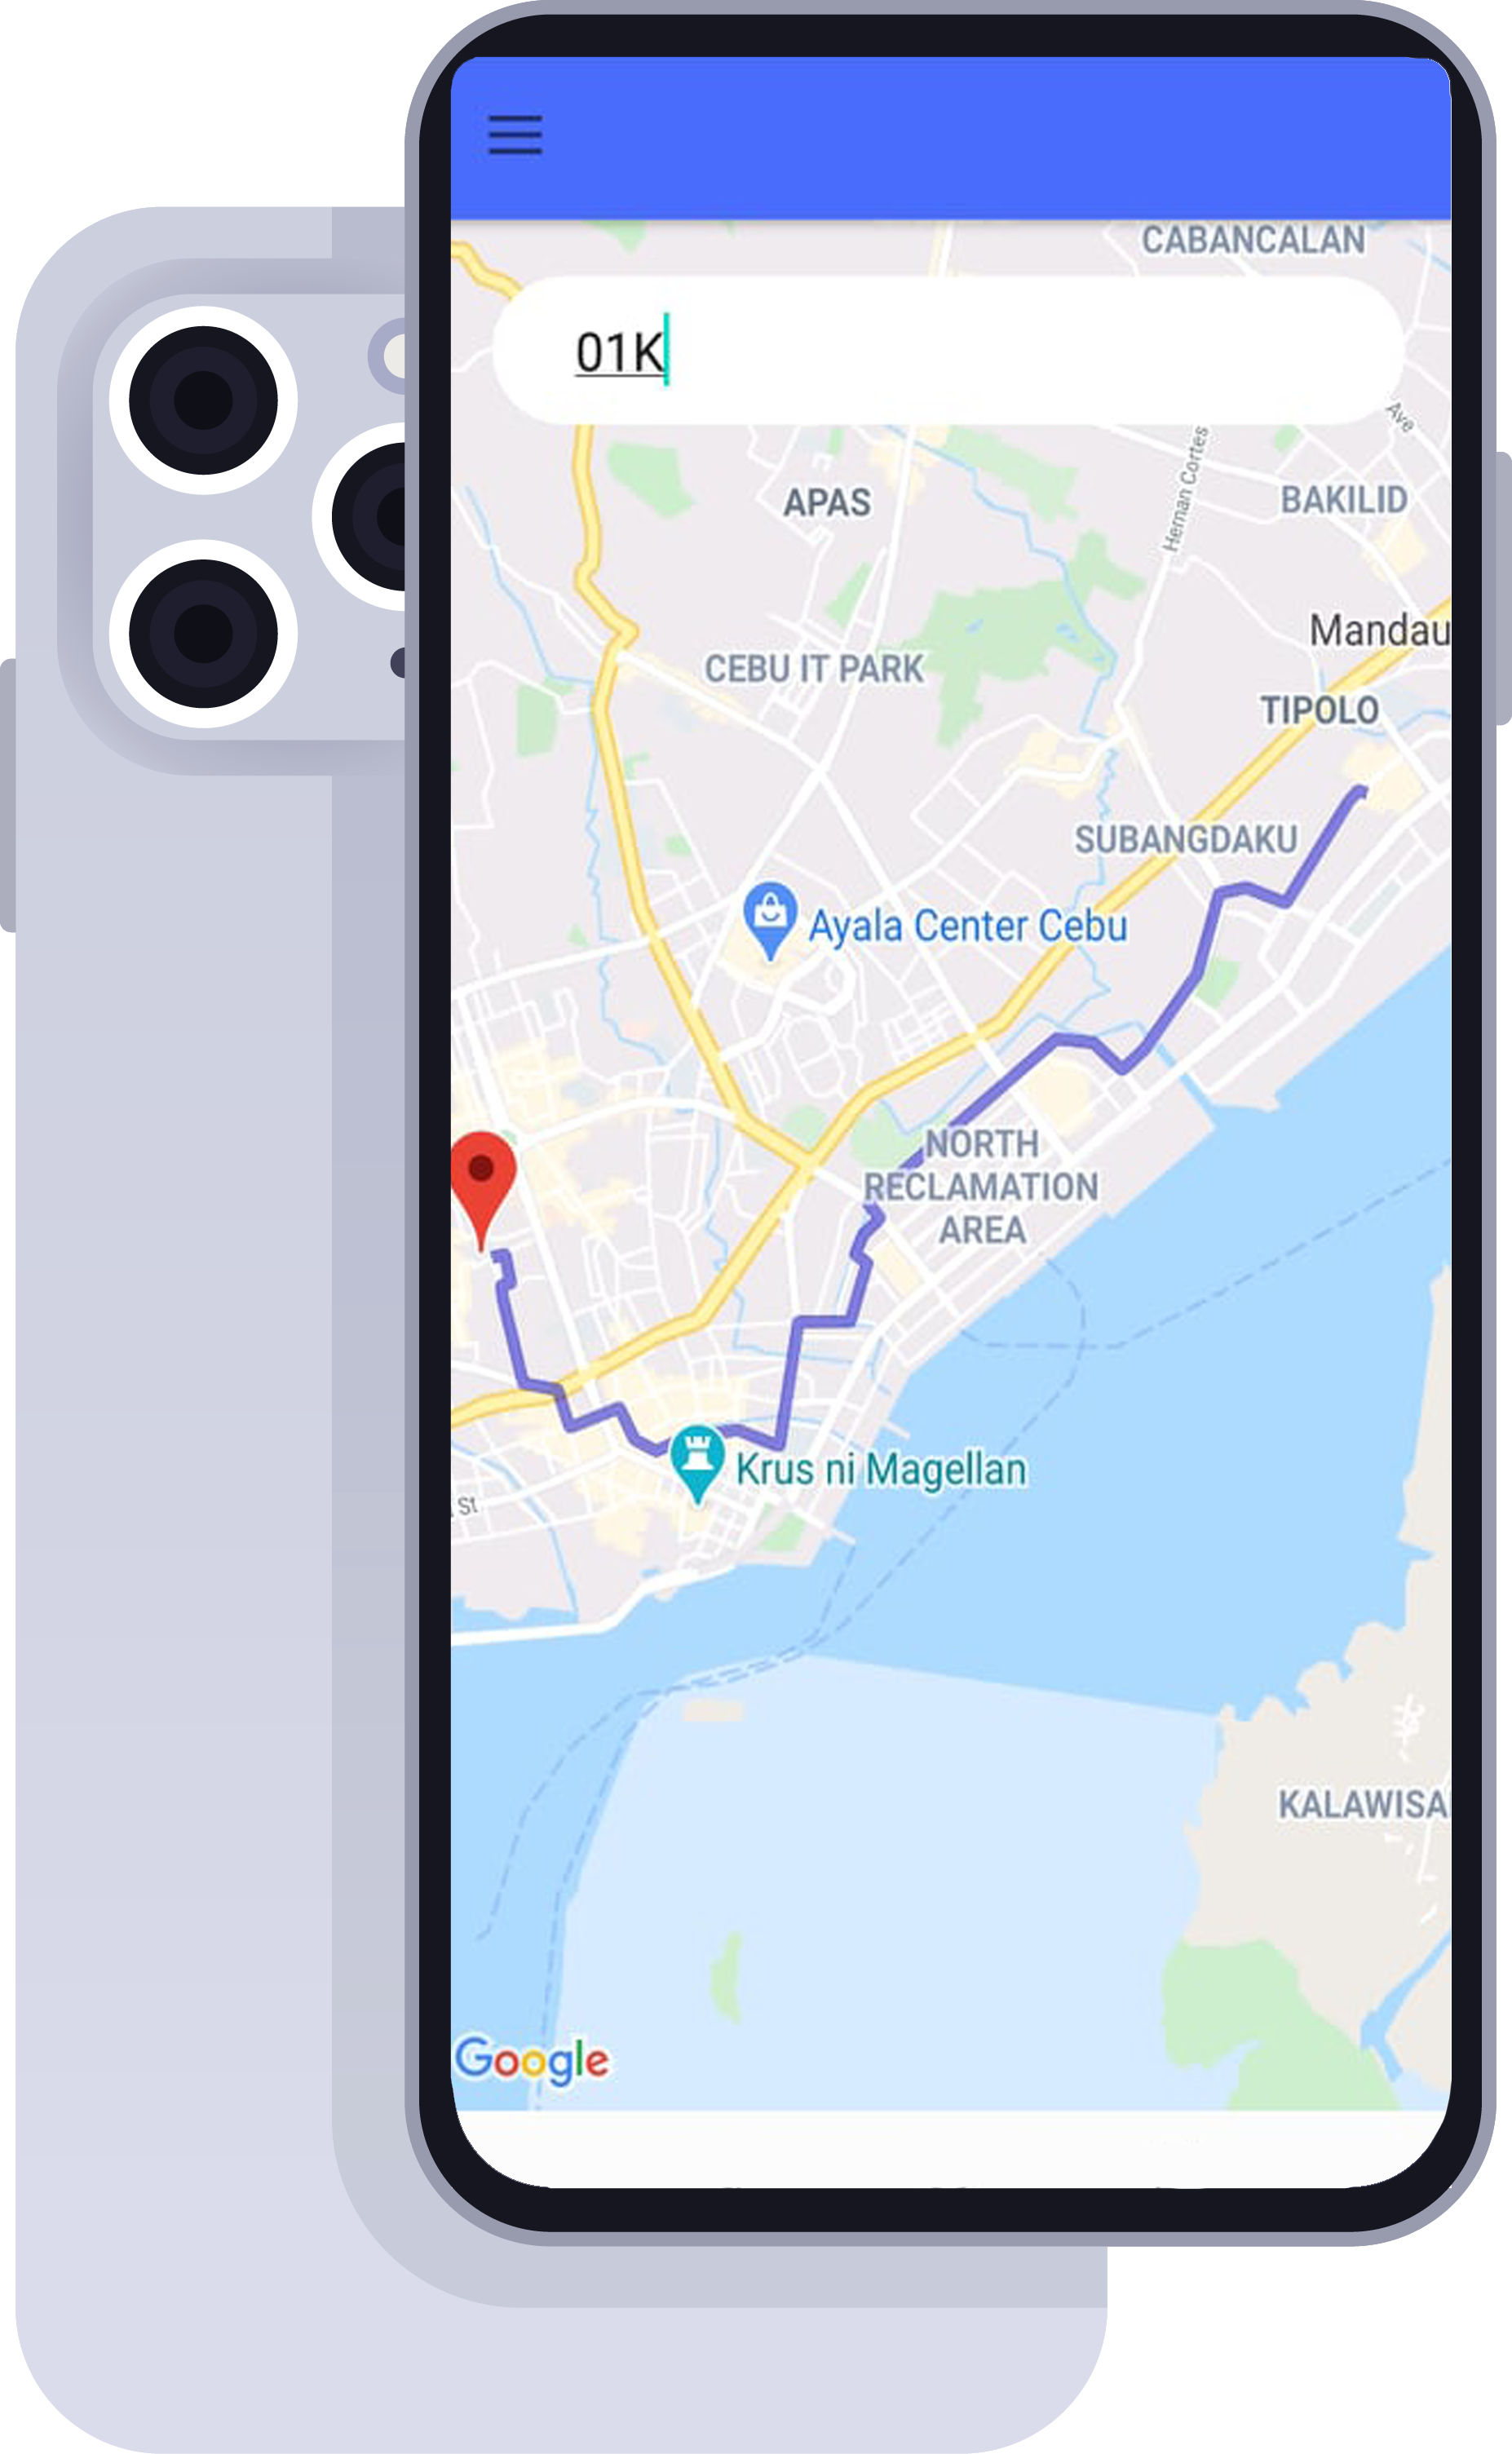 CABANCALAN
01K
Ave
Hernan Cortes
APAS
BAKILID
Mandau
CEBU IT PARK
TIPOLO
SUBANGDAKU
Ayala Center Cebu
NORTH
RECLAMATION
AREA
Krus ni Magellan
St
KALAWISA
Google